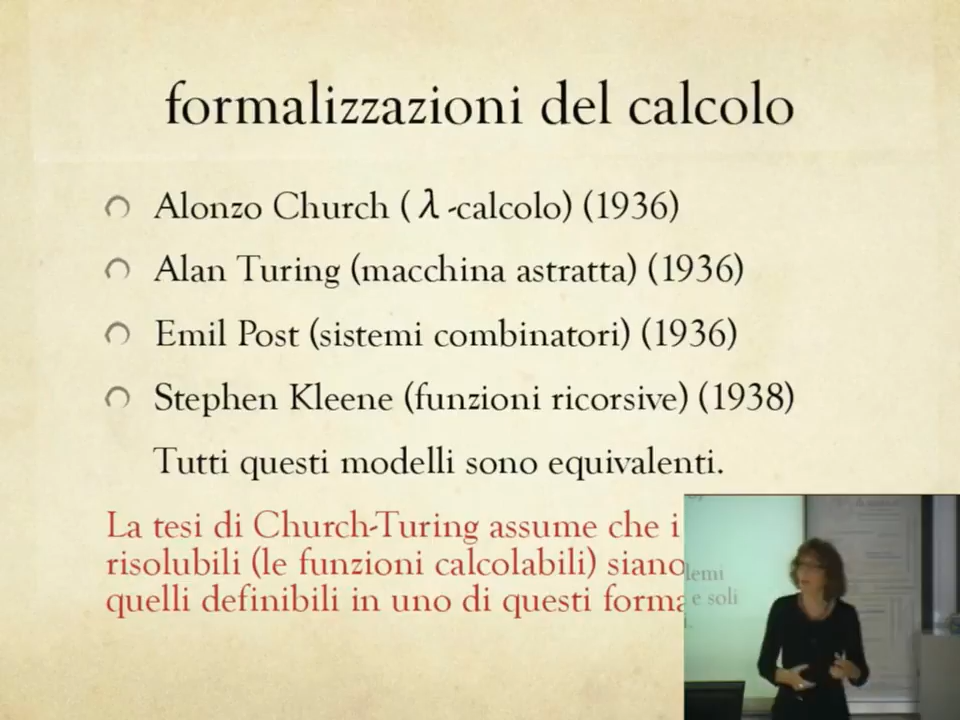 formalizzazioni del calcolo
Alonzo Church ( λ -calcolo) (1936)
Alan Turing (macchina astratta) (1936)
Emil Post (sistemi combinatori) (1936)
Stephen Kleene (funzioni ricorsive) (1938)
Tutti questi modelli sono equivalenti.
La tesi di Church-Turing assume che i
risolubili (le funzioni calcolabili) siano
quelli definibili in uno di questi forma
lemi
e soli